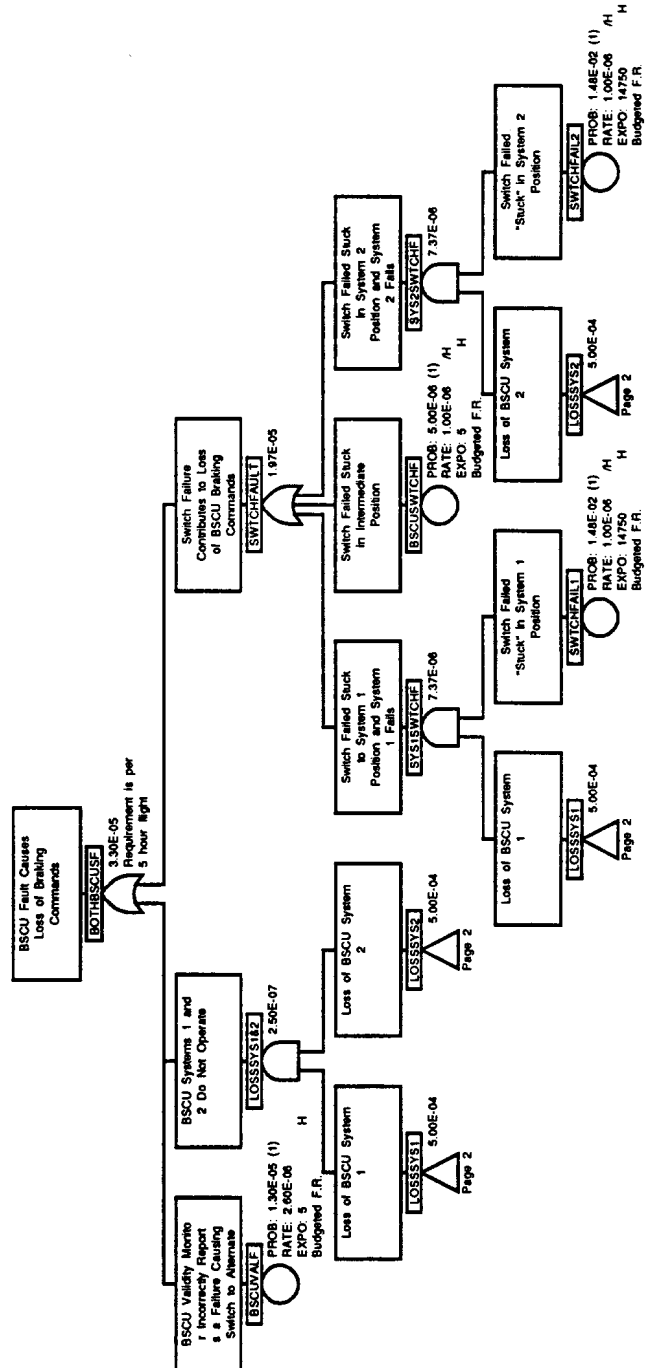 BSCU Fault Causes
Loss of Braking
Commands
BOTHBSCUSF
3.30E-05
Requirement is per
5 hour flight
BSCU Validity Monito
r Incorrectly Report
s a Failure Causing
Switch to Alternate
BSCUVALF
PROB: 1.30E-05 (1)
RATE: 2.60E-06
EXPO: 5 H
Budgeted F.R.
BSCU Systems 1 and
2 Do Not Operate
LOSSSYS1&2
2.50E-07
Switch Failure
Contributes to Loss
of BSCU Braking
Commands
SWTCHFAULT
1.97E-05
Loss of BSCU System
1
LOSSSYS1
5.00E-04
Page 2
Loss of BSCU System
2
LOSSSYS2
5.00E-04
Page 2
Switch Failed Stuck
to System 1
Position and System
1 Fails
SYS1SWTCHF
7.37E-06
Switch Failed Stuck
in Intermediate
Position
BSCUSWTCHF
PROB: 5.00E-06 (1)
RATE: 1.00E-06 /H
EXPO: 5 H
Budgeted F.R.
Switch Failed Stuck
in System 2
Position and System
2 Fails
SYS2SWTCHF
7.37E-06
Loss of BSCU System
1
LOSSSYS1
5.00E-04
Page 2
Switch Failed
"Stuck" in System 1
Position
SWTCHFAIL1
PROB: 1.48E-02 (1)
RATE: 1.00E-06 /H
EXPO: 14750 H
Budgeted F.R.
Loss of BSCU System
2
LOSSSYS2
5.00E-04
Page 2
Switch Failed
"Stuck" in System 2
Position
SWTCHFAIL2
PROB: 1.48E-02 (1)
RATE: 1.00E-06 /H
EXPO: 14750 H
Budgeted F.R.